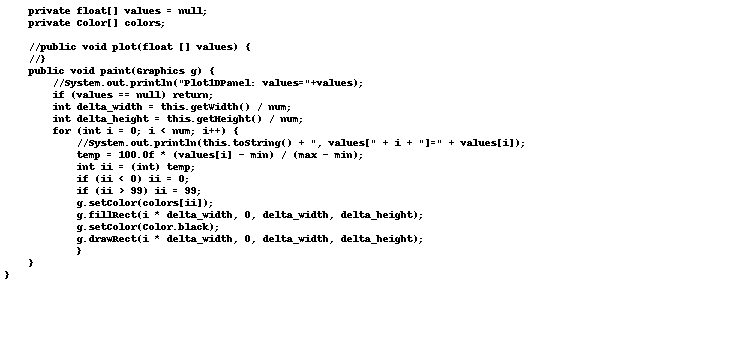 private float[] values = null;
private Color[] colors;
//public void plot(float [] values) {
//}
public void paint(Graphics g) {
//System.out.println("Plot1DPanel: values="+values);
if (values == null) return;
int delta_width = this.getWidth() / num;
int delta_height = this.getHeight() / num;
for (int i = 0; i < num; i++) {
//System.out.println(this.toString() + ", values[" + i + "]=" + values[i]);
temp = 100.0f * (values[i] - min) / (max - min);
int ii = (int) temp;
if (ii < 0) ii = 0;
if (ii > 99) ii = 99;
g.setColor(colors[ii]);
g.fillRect(i * delta_width, 0, delta_width, delta_height);
g.setColor(Color.black);
g.drawRect(i * delta_width, 0, delta_width, delta_height);
}
}
}